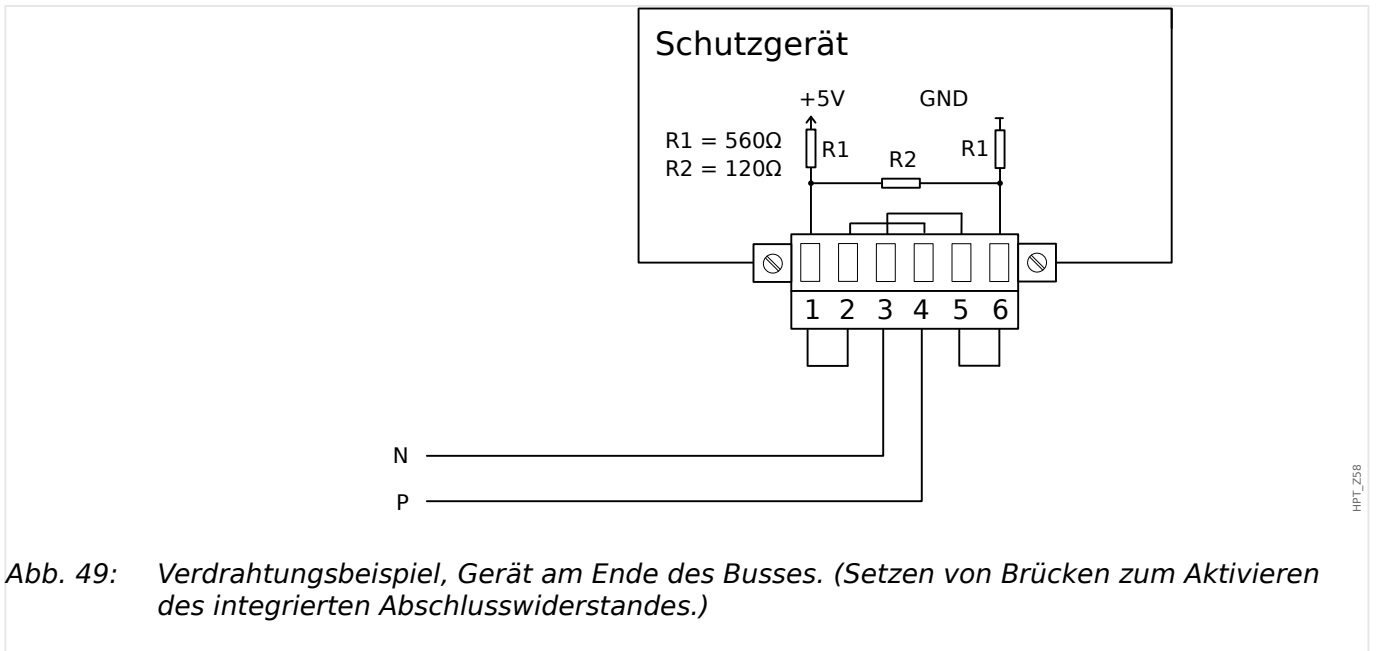 Schutzgerät
+5V GND
R1 = 560Ω
R2 = 120Ω
R1 R2 R1
1 2 3 4 5 6
N
P
HPT_Z58
Abb. 49: Verdrahtungsbeispiel, Gerät am Ende des Busses. (Setzen von Brücken zum Aktivieren
des integrierten Abschlusswiderstandes.)